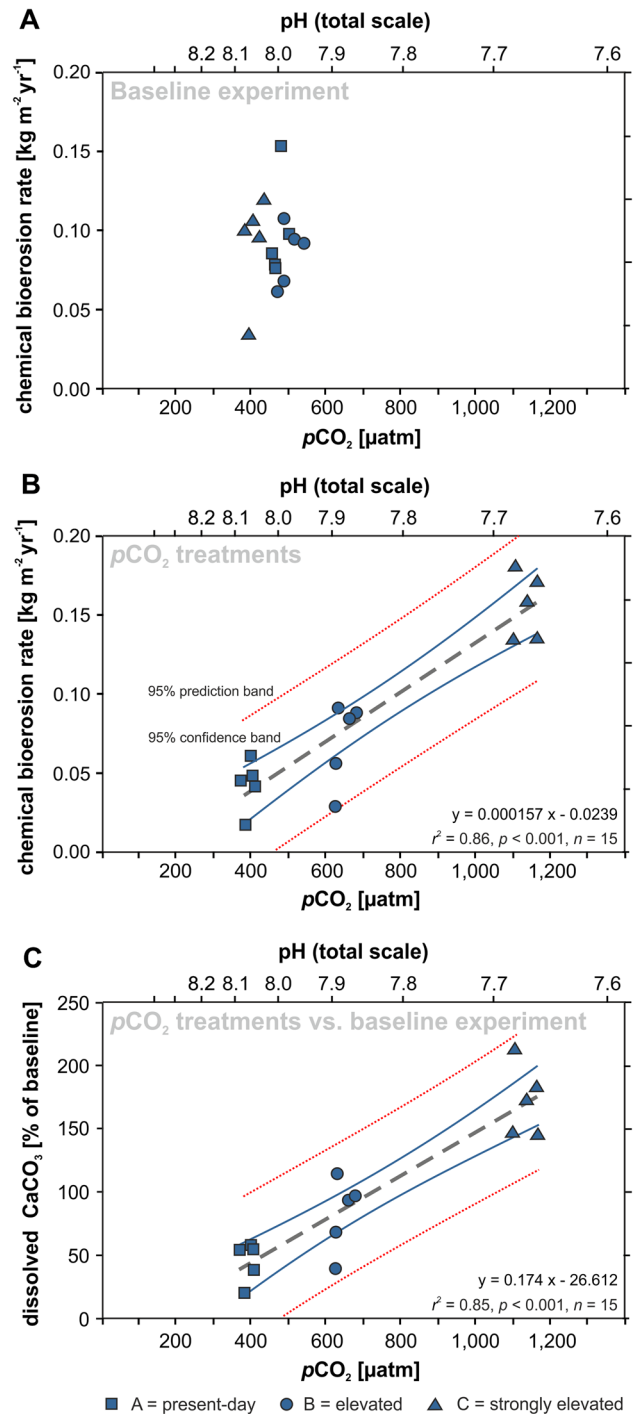 A
pH (total scale)
8.2 8.1 8.0 7.9 7.8 7.7 7.6
Baseline experiment
chemical bioerosion rate [kg m⁻² yr⁻¹]
0.20
0.15
0.10
0.05
0.00
200 400 600 800 1,000 1,200
pCO₂ [µatm]
B
pH (total scale)
8.2 8.1 8.0 7.9 7.8 7.7 7.6
pCO₂ treatments
chemical bioerosion rate [kg m⁻² yr⁻¹]
0.20
0.15
0.10
0.05
0.00
95% prediction band
95% confidence band
y = 0.000157 x - 0.0239
r² = 0.86, p < 0.001, n = 15
200 400 600 800 1,000 1,200
pCO₂ [µatm]
C
pH (total scale)
8.2 8.1 8.0 7.9 7.8 7.7 7.6
pCO₂ treatments vs. baseline experiment
dissolved CaCO₃ [% of baseline]
250
200
150
100
50
0
y = 0.174 x - 26.612
r² = 0.85, p < 0.001, n = 15
200 400 600 800 1,000 1,200
pCO₂ [µatm]
A = present-day B = elevated C = strongly elevated